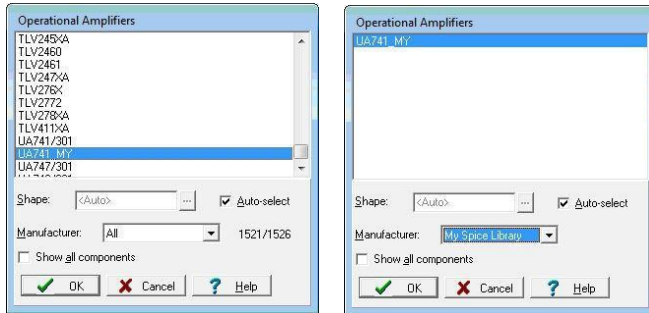 Operational Amplifiers
TLV245XA
TLV2460
TLV2461
TLV247XA
TLV276X
TLV2772
TLV278XA
TLV411XA
UA741/301
UA741_MY
UA747/301
Shape: <Auto> ... Auto-select
Manufacturer: All 1521/1526
Show all components
OK Cancel ? Help
Operational Amplifiers
UA741_MY
Shape: <Auto> ... Auto-select
Manufacturer: My Spice Library
Show all components
OK Cancel ? Help